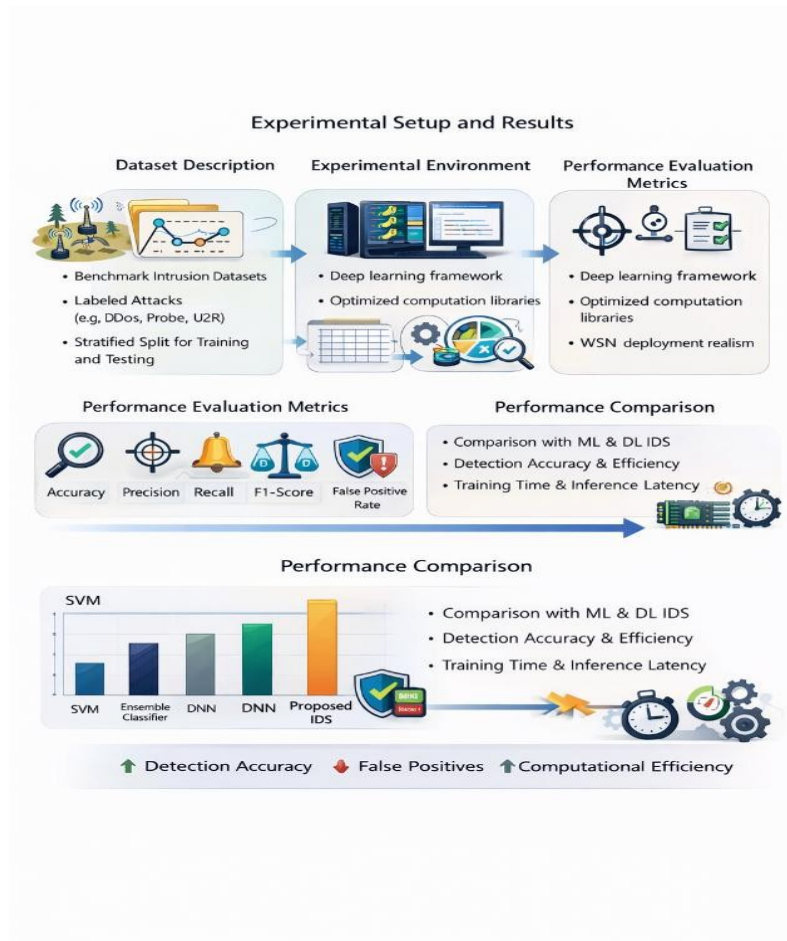 Experimental Setup and Results
Dataset Description
Experimental Environment
Performance Evaluation
Metrics
• Benchmark Intrusion Datasets
• Labeled Attacks
(e.g, DDos, Probe, U2R)
• Stratified Split for Training
and Testing
• Deep learning framework
• Optimized computation libraries
• Deep learning framework
• Optimized computation
libraries
• WSN deployment realism
Performance Evaluation Metrics
Accuracy
Precision
Recall
F1-Score
False Positive
Rate
Performance Comparison
• Comparison with ML & DL IDS
• Detection Accuracy & Efficiency
• Training Time & Inference Latency
Performance Comparison
SVM
SVM
Ensemble
Classifier
DNN
DNN
Proposed
IDS
• Comparison with ML & DL IDS
• Detection Accuracy & Efficiency
• Training Time & Inference Latency
Detection Accuracy
False Positives
Computational Efficiency